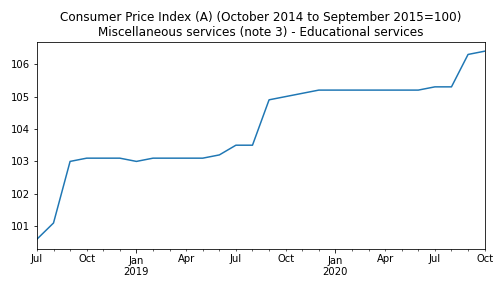 Consumer Price Index (A) (October 2014 to September 2015=100)
Miscellaneous services (note 3) - Educational services
106
105
104
103
102
101
Jul Oct Jan Apr Jul Oct Jan Apr Jul Oct
2019 2020